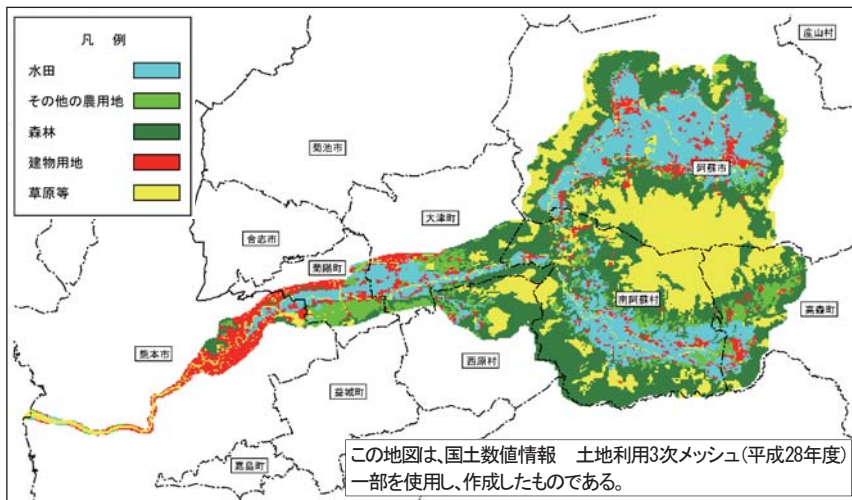 凡 例
水田
その他の農用地
森林
建物用地
草原等
産山村
菊池市
阿蘇市
大津町
合志市
菊陽町
南阿蘇村
高森町
熊本市
西原村
益城町
嘉島町
この地図は、国土数値情報 土地利用3次メッシュ(平成28年度)
一部を使用し、作成したものである。